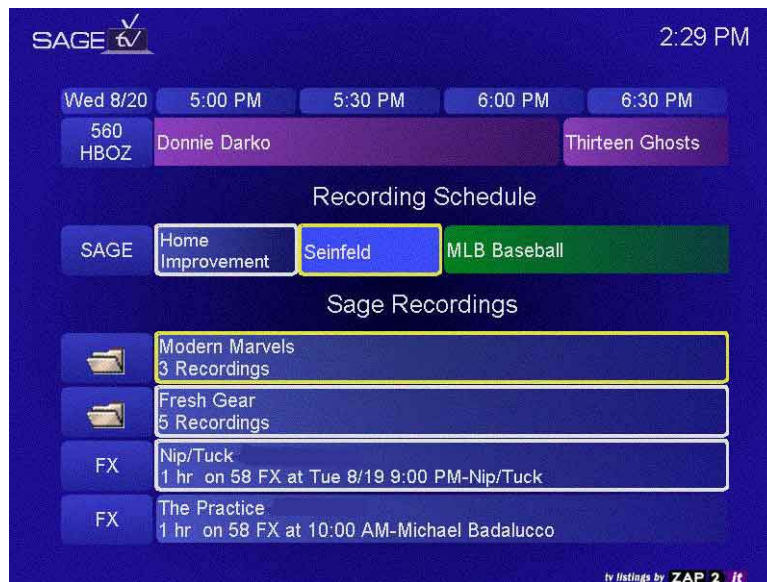 SAGE tv
2:29 PM
Wed 8/20 5:00 PM 5:30 PM 6:00 PM 6:30 PM
560
HBOZ
Donnie Darko
Thirteen Ghosts
Recording Schedule
SAGE
Home
Improvement
Seinfeld
MLB Baseball
Sage Recordings
Modern Marvels
3 Recordings
Fresh Gear
5 Recordings
FX
Nip/Tuck
1 hr on 58 FX at Tue 8/19 9:00 PM-Nip/Tuck
FX
The Practice
1 hr on 58 FX at 10:00 AM-Michael Badalucco
tv listings by ZAP 2 it